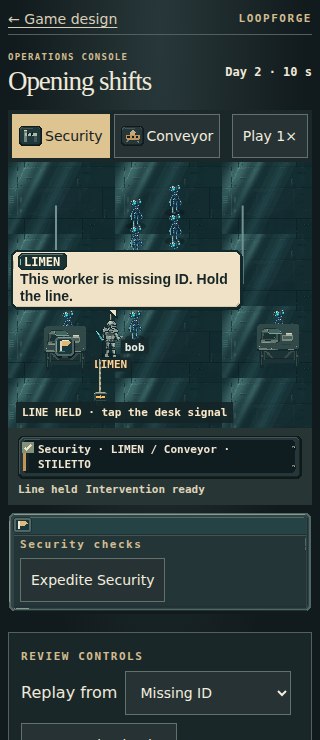 ← Game design
LOOPFORGE
OPERATIONS CONSOLE
Opening shifts
Day 2 · 10 s
Security
Conveyor
Play 1×
LIMEN
This worker is missing ID. Hold
the line.
bob
LIMEN
LINE HELD · tap the desk signal
Security · LIMEN / Conveyor ·
STILETTO
Line held Intervention ready
Security checks
Expedite Security
REVIEW CONTROLS
Replay from
Missing ID